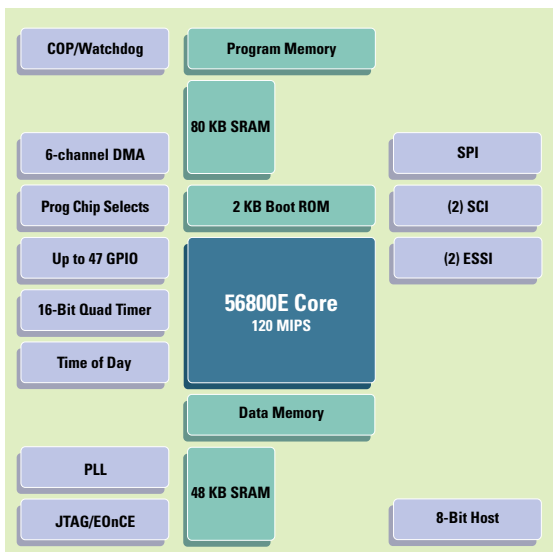 COP/Watchdog
Program Memory
80 KB SRAM
6-channel DMA
SPI
Prog Chip Selects
2 KB Boot ROM
(2) SCI
Up to 47 GPIO
(2) ESSI
56800E Core
120 MIPS
16-Bit Quad Timer
Time of Day
Data Memory
PLL
48 KB SRAM
JTAG/EOnCE
8-Bit Host